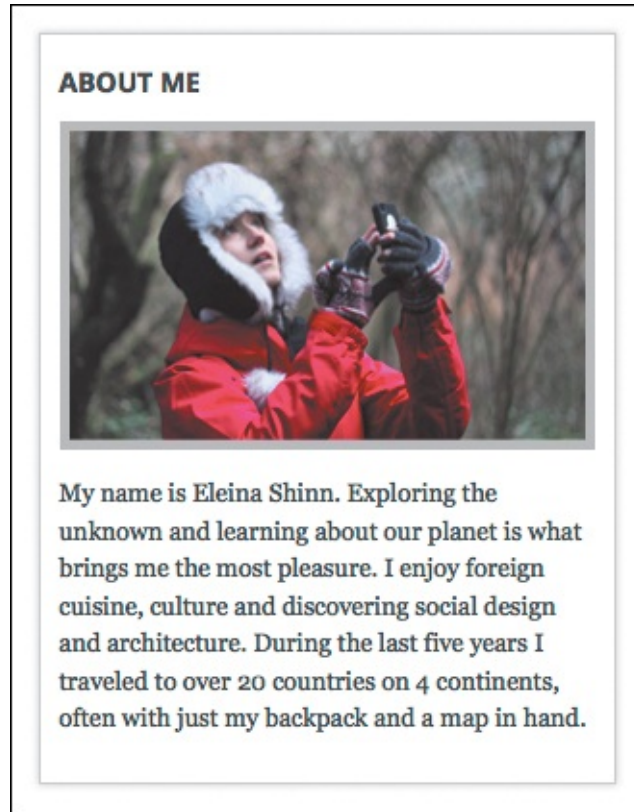 ABOUT ME
My name is Eleina Shinn. Exploring the
unknown and learning about our planet is what
brings me the most pleasure. I enjoy foreign
cuisine, culture and discovering social design
and architecture. During the last five years I
traveled to over 20 countries on 4 continents,
often with just my backpack and a map in hand.